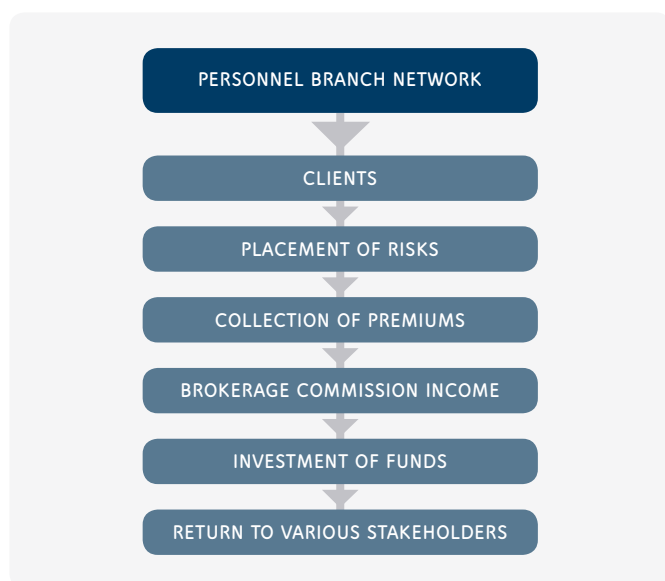 PERSONNEL BRANCH NETWORK
CLIENTS
PLACEMENT OF RISKS
COLLECTION OF PREMIUMS
BROKERAGE COMMISSION INCOME
INVESTMENT OF FUNDS
RETURN TO VARIOUS STAKEHOLDERS